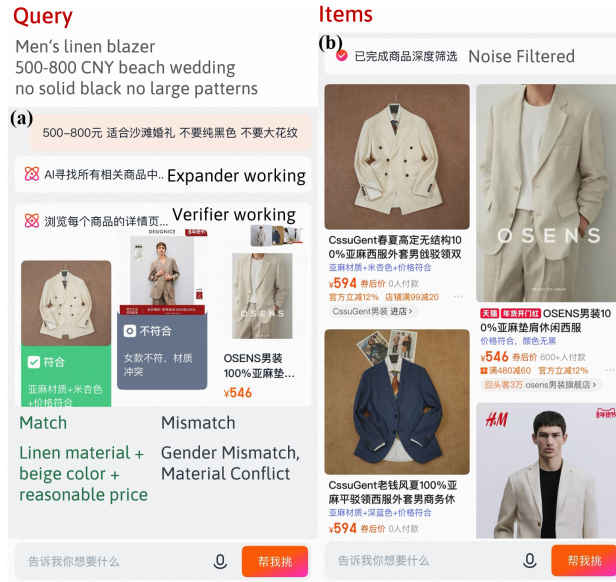 Query
Men's linen blazer
500-800 CNY beach wedding
no solid black no large patterns
(a)
500-800元 适合沙滩婚礼 不要纯黑色 不要大花纹
AI寻找所有相关商品中.. Expander working
浏览每个商品的详情页... Verifier working
DESIGNICE
符合
亚麻材质+米杏色
+价格符合
不符合
女款不符，材质
冲突
OSENS
OSENS男装
100%亚麻垫...
¥546
Match
Mismatch
Linen material +
beige color +
reasonable price
Gender Mismatch,
Material Conflict
告诉我你想要什么
帮我挑
Items
(b)
已完成商品深度筛选 Noise Filtered
CssuGent春夏高定无结构10
0%亚麻西服外套男戗驳领双
亚麻材质+米杏色+价格符合
¥594 券后价 0人付款
官方立减12% 店铺满99减20
CssuGent男装 进店>
CssuGent老钱风夏100%亚
麻平驳领西服外套男商务休
亚麻材质+深蓝色+价格符合
¥594 券后价 0人付款
OSENS
READY TO WEAR
天猫 年货开门红 OSENS男装10
0%亚麻垫肩休闲西服
价格符合，颜色无黑
¥546 券后价 600+人付款
满480减60 官方立减12%
回头客3万 osens男装旗舰店>
H&M
告诉我你想要什么
帮我挑